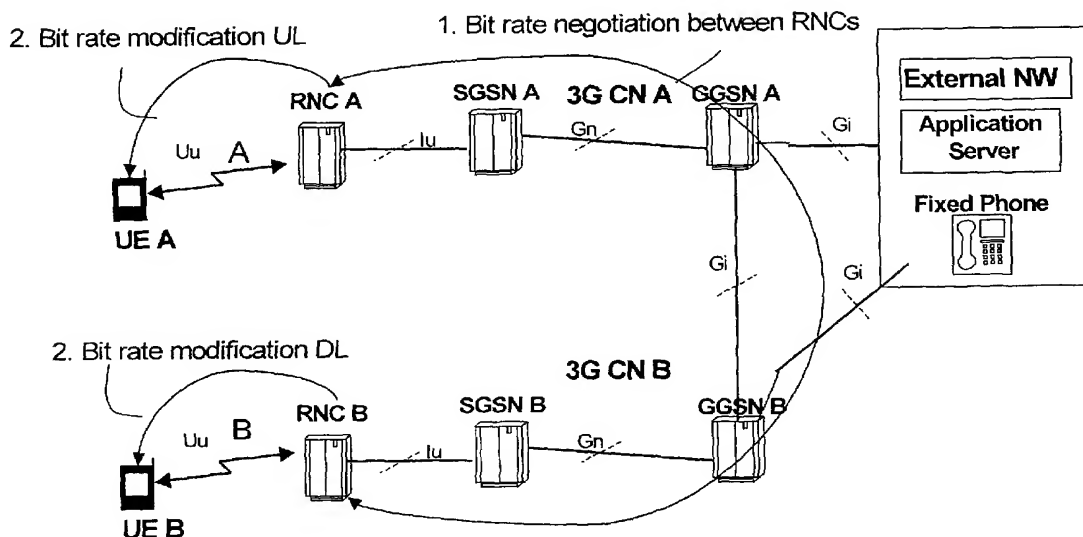 2. Bit rate modification UL
1. Bit rate negotiation between RNCs
RNC A
SGSN A
3G CN A
GGSN A
External NW
Application
Server
Fixed Phone
Uu
A
Iu
Gn
Gi
UE A
Gi
Gi
2. Bit rate modification DL
3G CN B
RNC B
SGSN B
GGSN B
Uu
B
Iu
Gn
UE B